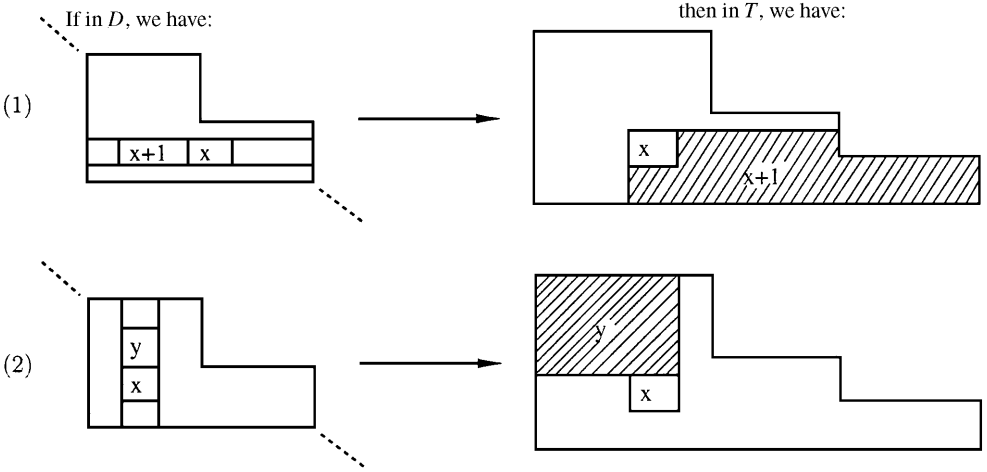 If in D, we have:
then in T, we have:
(1)
x+1 x
x
x+1
(2)
y
x
y
x